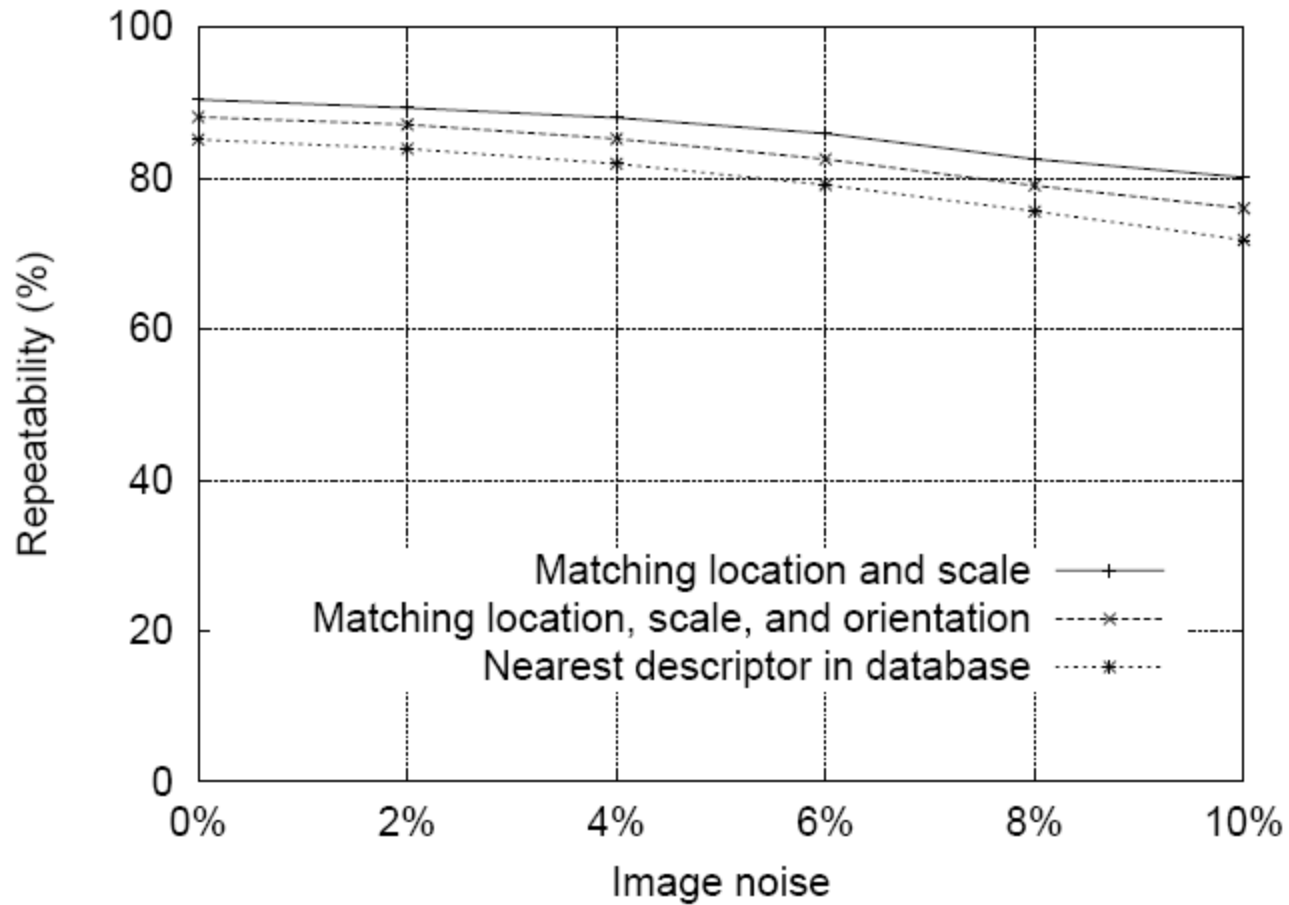 100
80
60
40
20
0
Repeatability (%)
Matching location and scale
Matching location, scale, and orientation
Nearest descriptor in database
0% 2% 4% 6% 8% 10%
Image noise